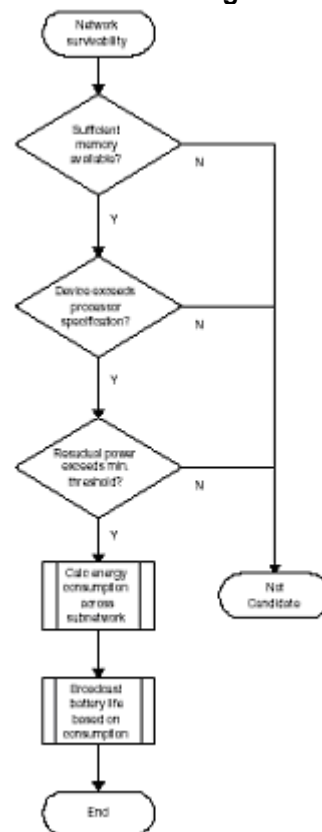 Network
survivability
Sufficient
memory
available?
N
Y
Device exceeds
processor
specification?
N
Y
Resudual power
exceeds min.
threshold?
N
Y
Calc energy
consumption
across
subnetwork
Not
Candidate
Broadcast
battery life
based on
consumption
End